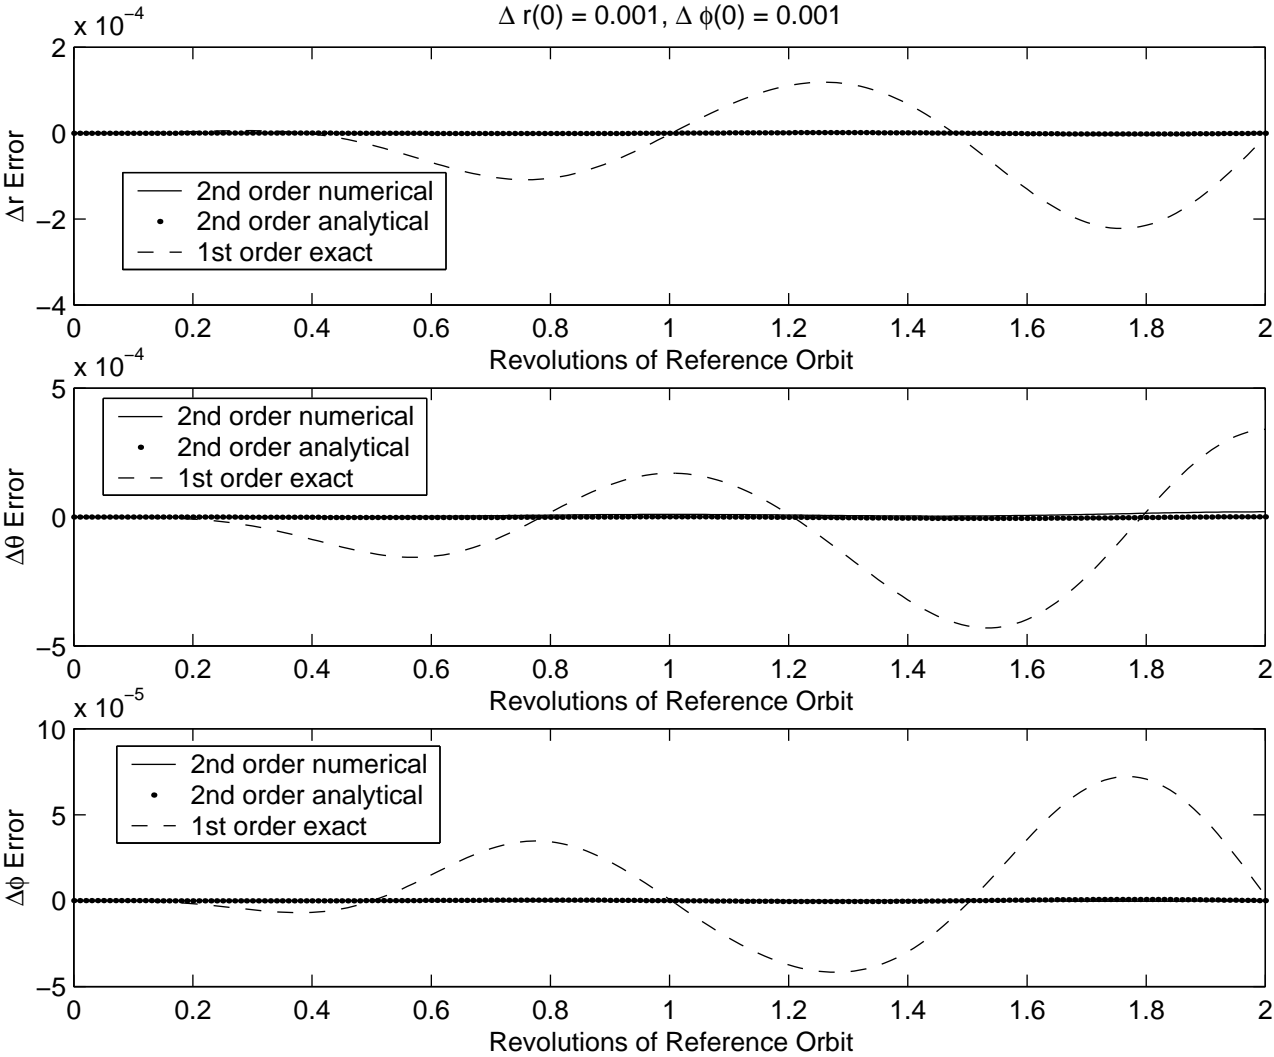 x 10⁻⁴
Δ r(0) = 0.001, Δ ϕ(0) = 0.001
2
0
−2
−4
Δr Error
2nd order numerical
2nd order analytical
1st order exact
0 0.2 0.4 0.6 0.8 1 1.2 1.4 1.6 1.8 2
Revolutions of Reference Orbit
x 10⁻⁴
5
0
−5
Δθ Error
2nd order numerical
2nd order analytical
1st order exact
0 0.2 0.4 0.6 0.8 1 1.2 1.4 1.6 1.8 2
Revolutions of Reference Orbit
x 10⁻⁵
10
5
0
−5
Δϕ Error
2nd order numerical
2nd order analytical
1st order exact
0 0.2 0.4 0.6 0.8 1 1.2 1.4 1.6 1.8 2
Revolutions of Reference Orbit